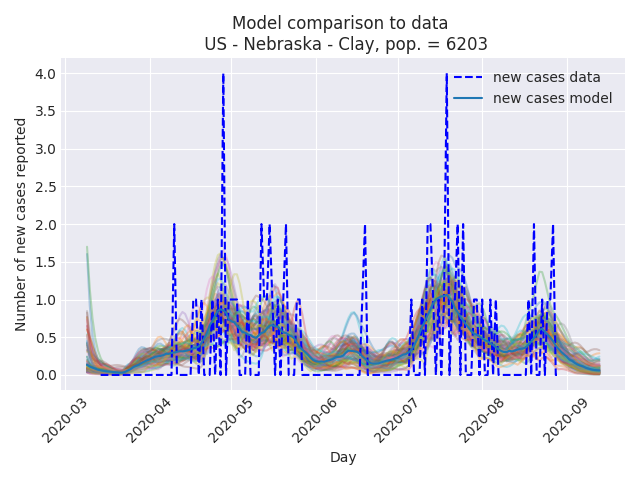 Model comparison to data
US - Nebraska - Clay, pop. = 6203
new cases data
new cases model
Number of new cases reported
4.0
3.5
3.0
2.5
2.0
1.5
1.0
0.5
0.0
2020-03
2020-04
2020-05
2020-06
2020-07
2020-08
2020-09
Day